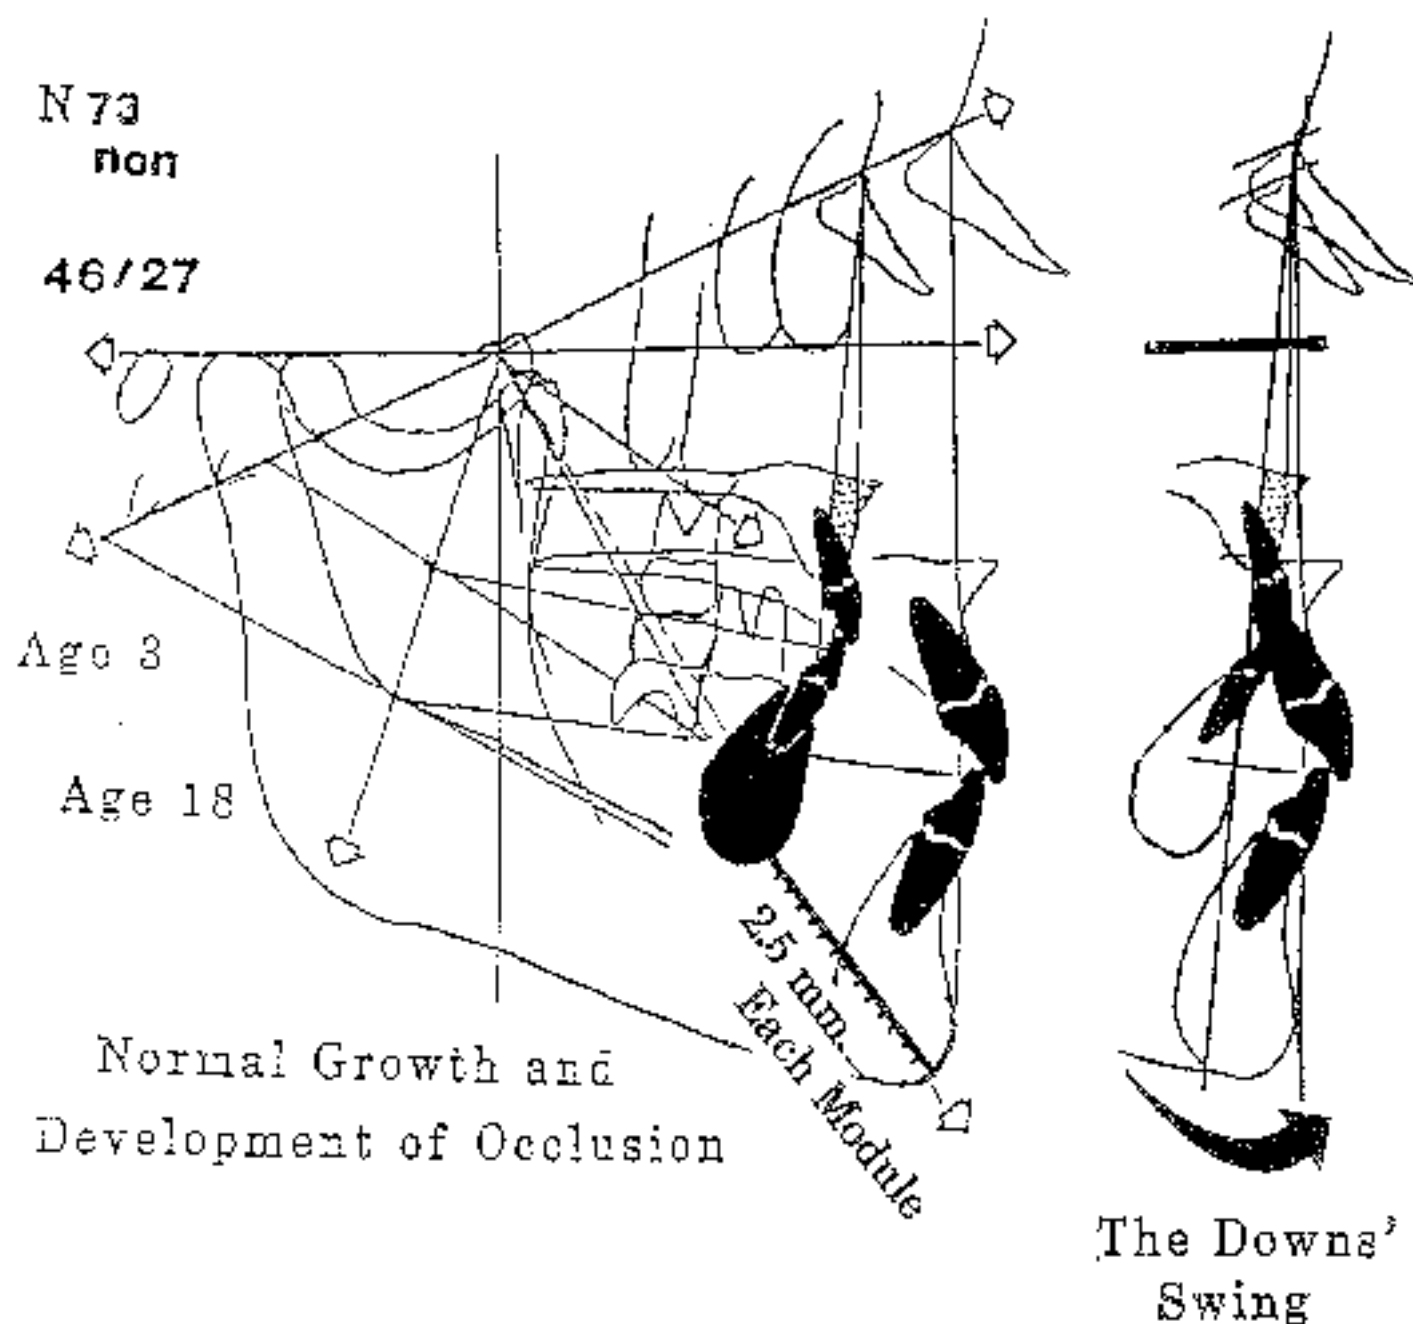 N 73
non
46/27
Age 3
Age 18
2.5 mm.
Each Module
Normal Growth and
Development of Occlusion
The Downs'
Swing